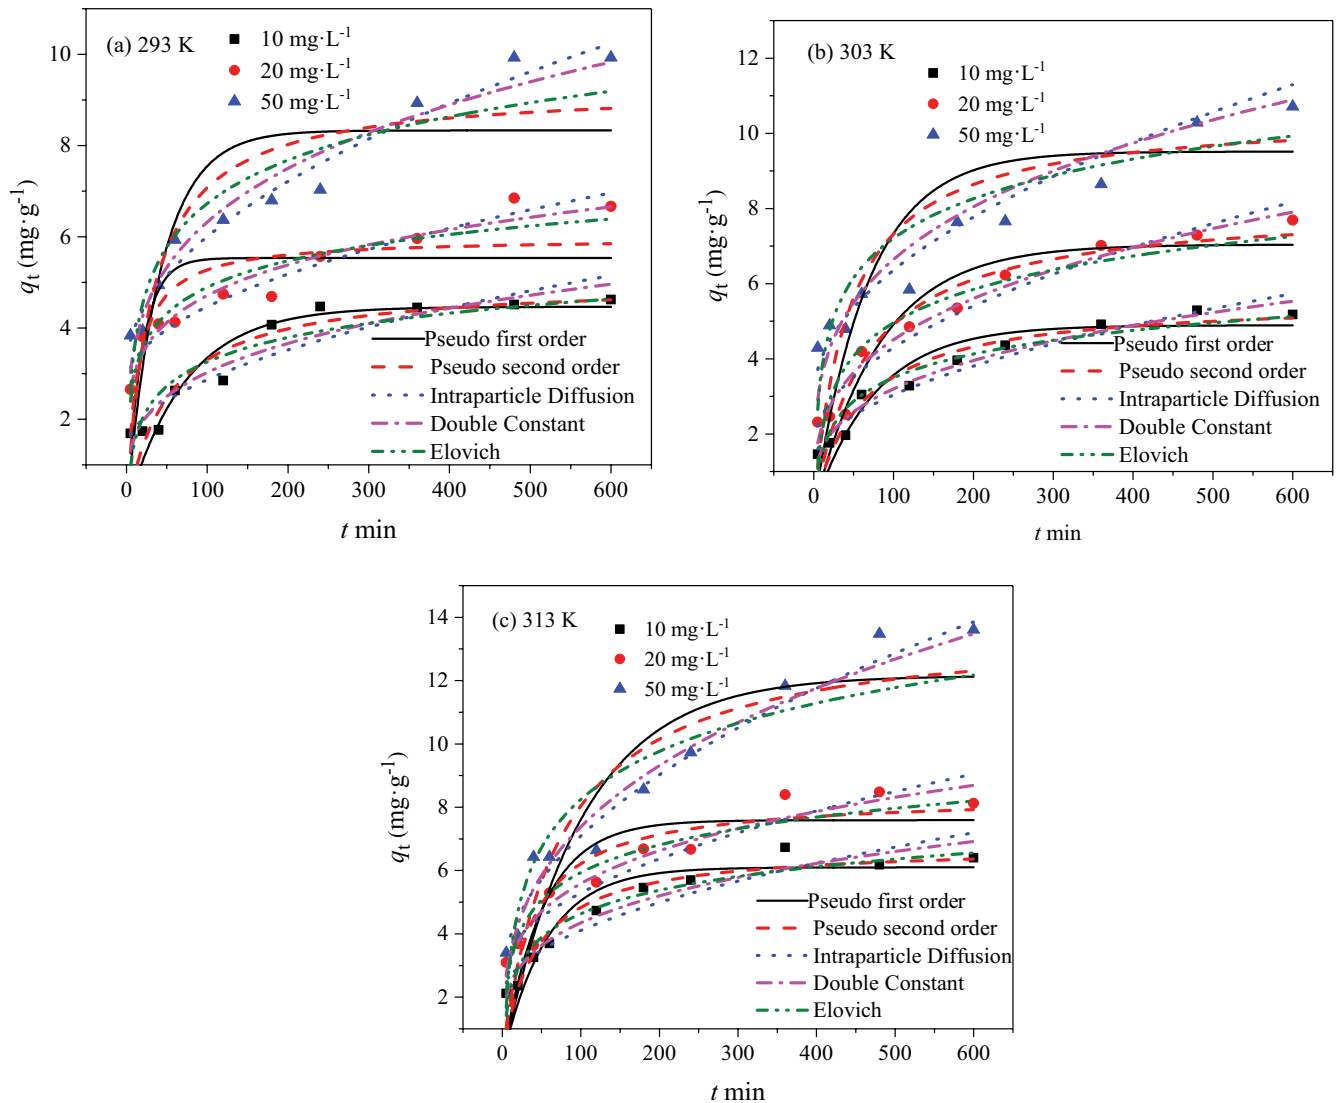 (a) 293 K
10 mg·L-1
20 mg·L-1
50 mg·L-1
10
8
6
4
2
qt (mg·g-1)
Pseudo first order
Pseudo second order
Intraparticle Diffusion
Double Constant
Elovich
0 100 200 300 400 500 600
t min
(b) 303 K
10 mg·L-1
20 mg·L-1
50 mg·L-1
12
10
8
6
4
2
qt (mg·g-1)
Pseudo first order
Pseudo second order
Intraparticle Diffusion
Double Constant
Elovich
0 100 200 300 400 500 600
t min
(c) 313 K
10 mg·L-1
20 mg·L-1
50 mg·L-1
14
12
10
8
6
4
2
qt (mg·g-1)
Pseudo first order
Pseudo second order
Intraparticle Diffusion
Double Constant
Elovich
0 100 200 300 400 500 600
t min